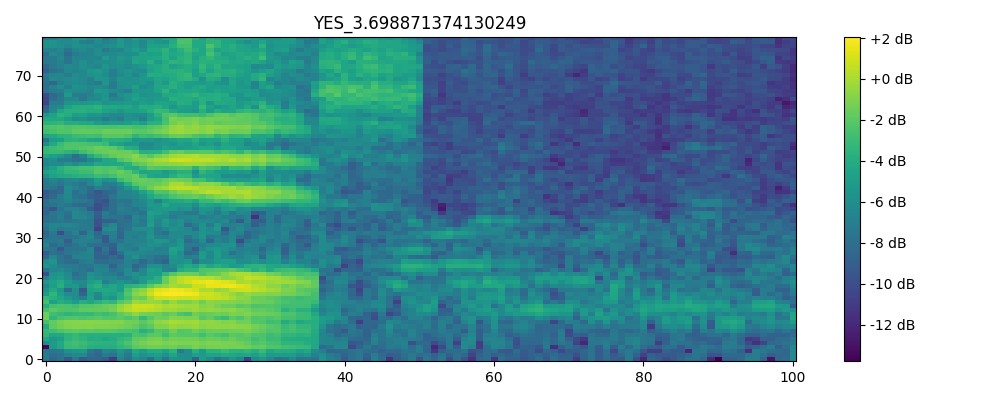 YES_3.698871374130249
70
60
50
40
30
20
10
0
0 20 40 60 80 100
+2 dB
+0 dB
-2 dB
-4 dB
-6 dB
-8 dB
-10 dB
-12 dB